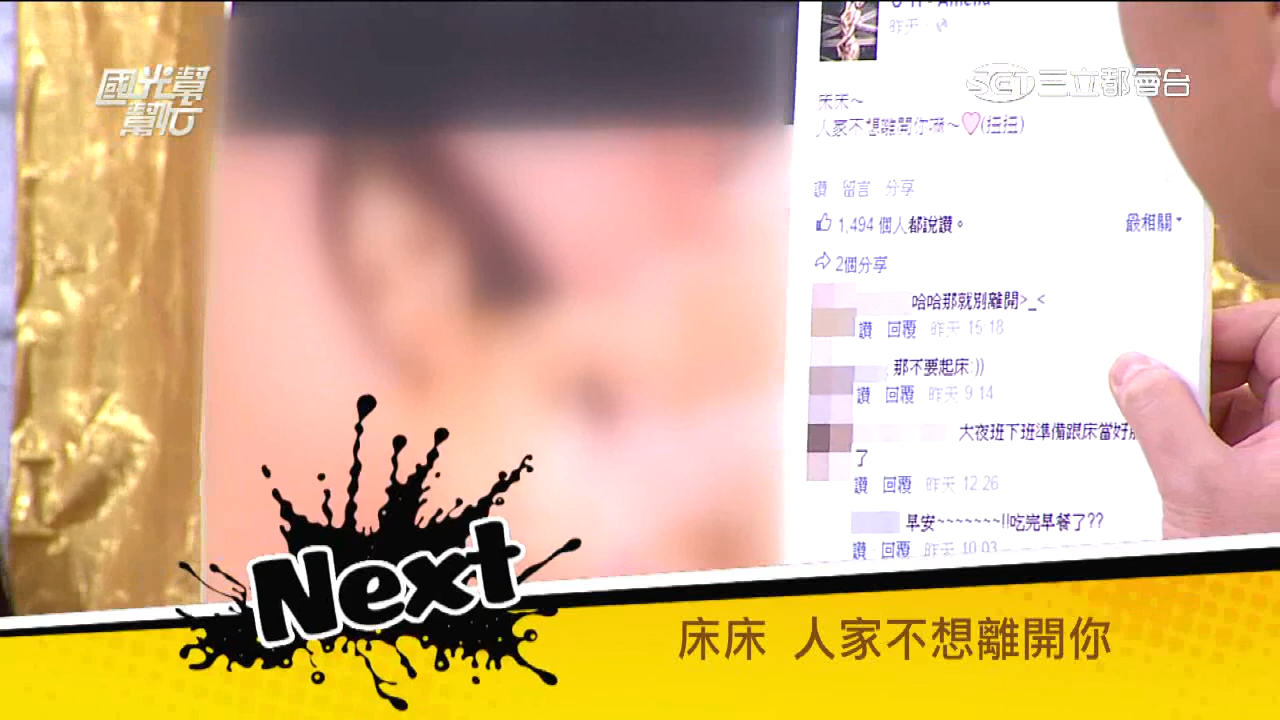 國光幫幫忙
SET三立都會台
昨天
床床~
人家不想離開你喔~♡(扭扭)
讚 留言 分享
1,494 個人都說讚。
最相關
2個分享
哈哈那就別離開>_<
讚 回覆 昨天 15:18
那不要起床:))
讚 回覆 昨天 9:14
大夜班下班準備跟床當好
了
讚 回覆 昨天 12:26
早安~~~~~~~!!吃完早餐了??
讚 回覆 昨天 10:03
Next
床床 人家不想離開你